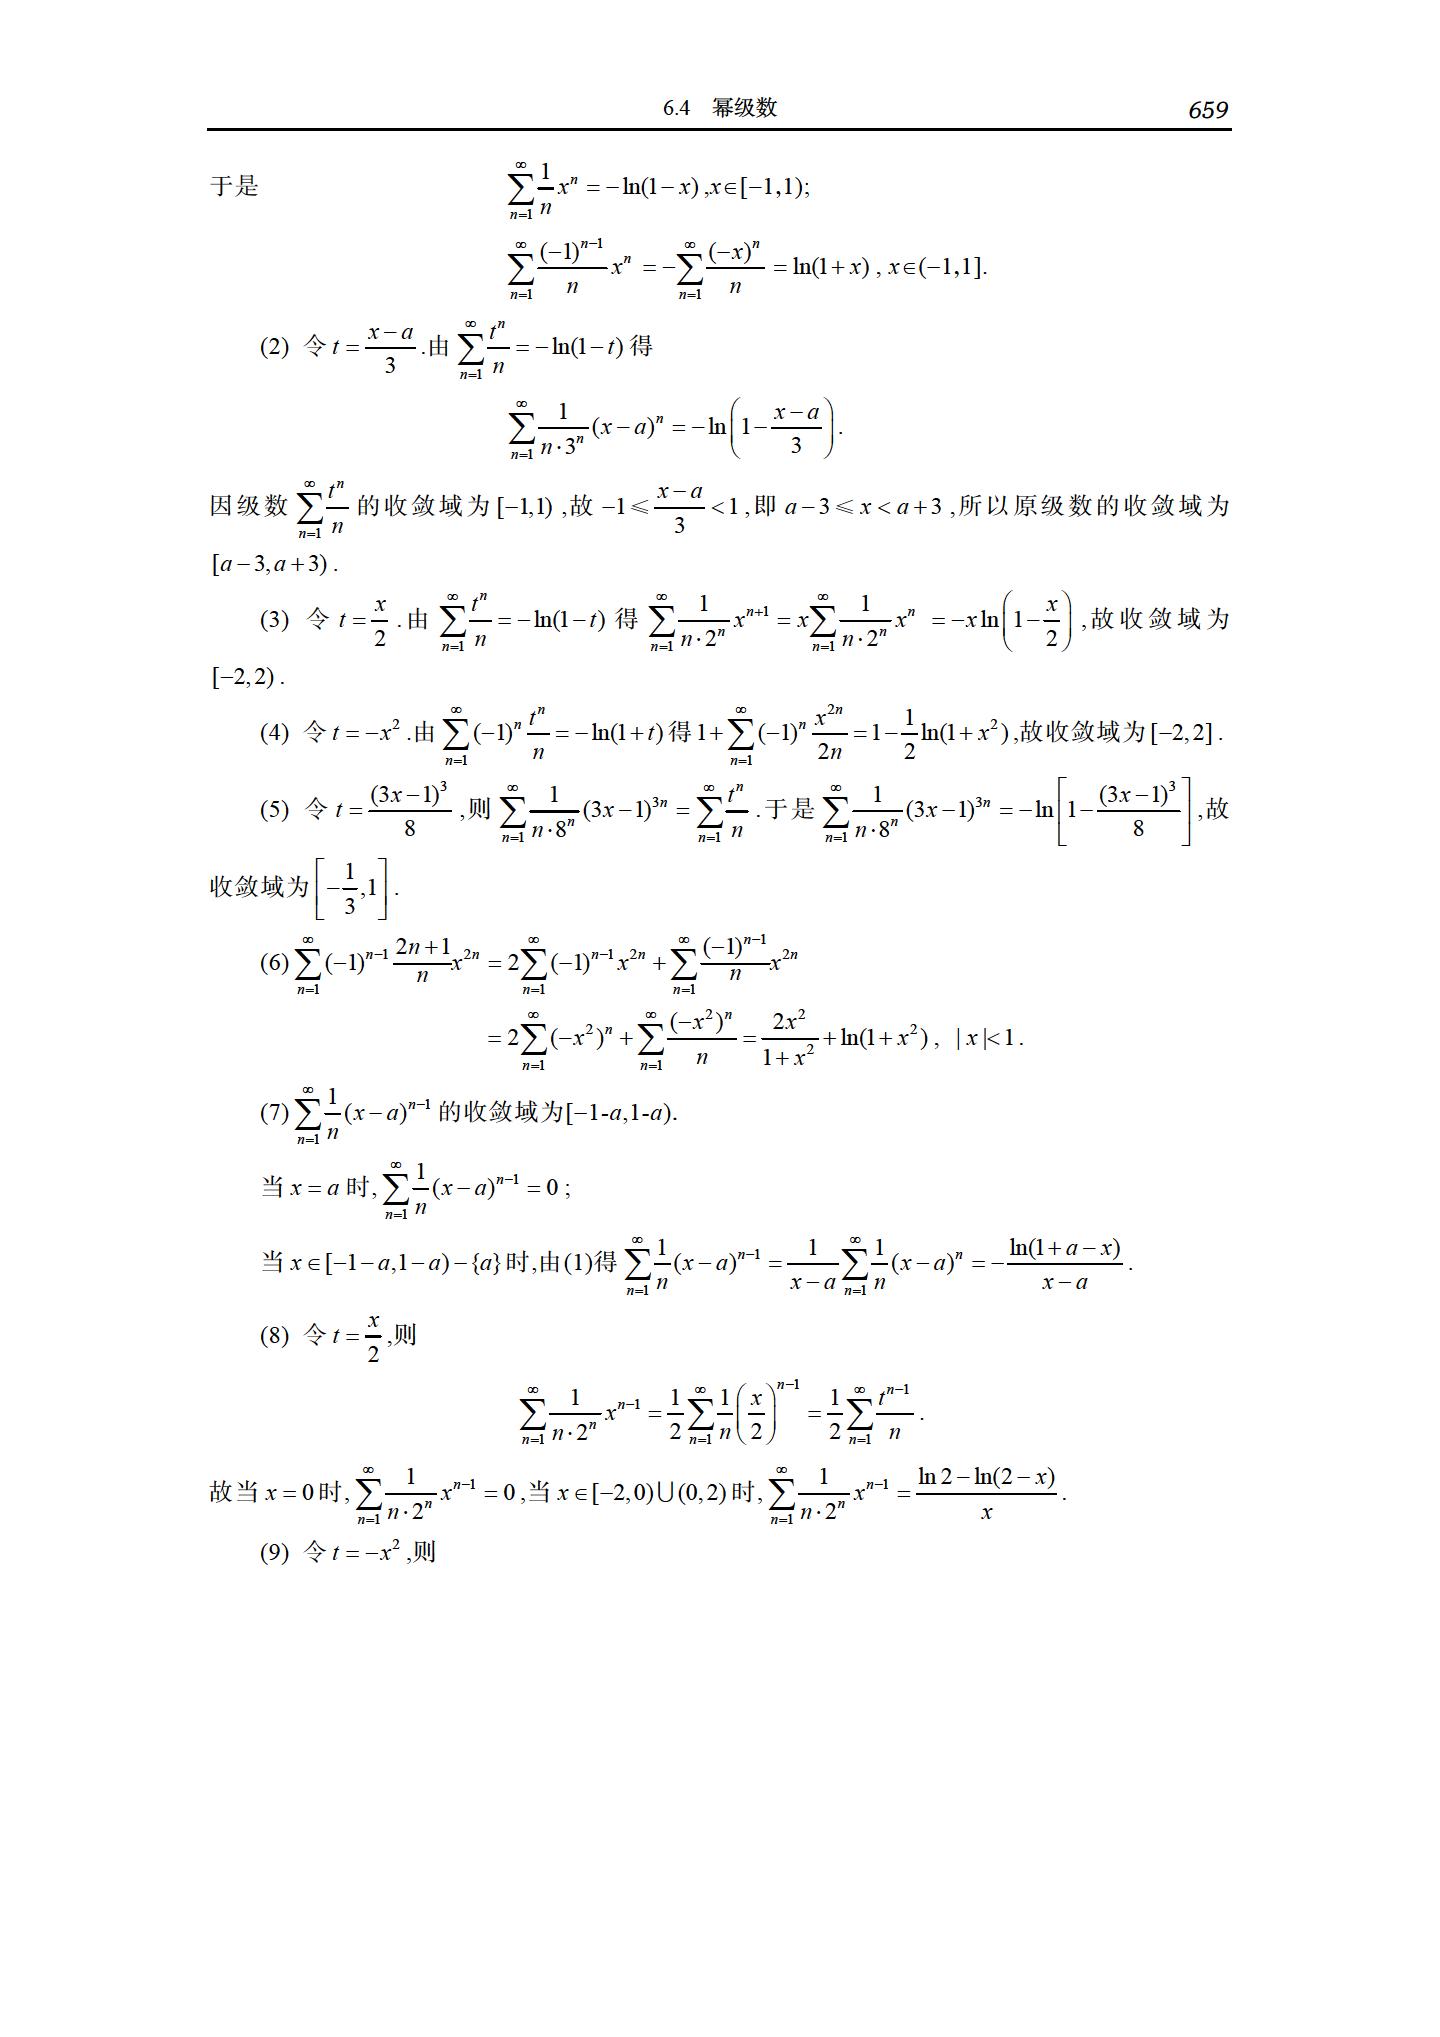 6.4 幂级数 659
于是 $\sum_{n=1}^{\infty}\frac{1}{n}x^{n}=-\ln(1-x),x\in[-1,1);$
$\sum_{n=1}^{\infty}\frac{(-1)^{n-1}}{n}x^{n}=-\sum_{n=1}^{\infty}\frac{(-x)^{n}}{n}=\ln(1+x),x\in(-1,1].$
(2) 令 $t=\frac{x-a}{3}$.由 $\sum_{n=1}^{\infty}\frac{t^{n}}{n}=-\ln(1-t)$ 得
$\sum_{n=1}^{\infty}\frac{1}{n\cdot 3^{n}}(x-a)^{n}=-\ln\left(1-\frac{x-a}{3}\right).$
因级数 $\sum_{n=1}^{\infty}\frac{t^{n}}{n}$ 的收敛域为 $[-1,1)$,故 $-1\leqslant\frac{x-a}{3}<1$,即 $a-3\leqslant x<a+3$,所以原级数的收敛域为
$[a-3,a+3)$.
(3) 令 $t=\frac{x}{2}$.由 $\sum_{n=1}^{\infty}\frac{t^{n}}{n}=-\ln(1-t)$ 得 $\sum_{n=1}^{\infty}\frac{1}{n\cdot 2^{n}}x^{n+1}=x\sum_{n=1}^{\infty}\frac{1}{n\cdot 2^{n}}x^{n}=-x\ln\left(1-\frac{x}{2}\right)$,故收敛域为
$[-2,2)$.
(4) 令 $t=-x^{2}$.由 $\sum_{n=1}^{\infty}(-1)^{n}\frac{t^{n}}{n}=-\ln(1+t)$ 得 $1+\sum_{n=1}^{\infty}(-1)^{n}\frac{x^{2n}}{2n}=1-\frac{1}{2}\ln(1+x^{2})$,故收敛域为 $[-2,2]$.
(5) 令 $t=\frac{(3x-1)^{3}}{8}$,则 $\sum_{n=1}^{\infty}\frac{1}{n\cdot 8^{n}}(3x-1)^{3n}=\sum_{n=1}^{\infty}\frac{t^{n}}{n}$.于是 $\sum_{n=1}^{\infty}\frac{1}{n\cdot 8^{n}}(3x-1)^{3n}=-\ln\left[1-\frac{(3x-1)^{3}}{8}\right]$,故
收敛域为 $\left[-\frac{1}{3},1\right]$.
(6) $\sum_{n=1}^{\infty}(-1)^{n-1}\frac{2n+1}{n}x^{2n}=2\sum_{n=1}^{\infty}(-1)^{n-1}x^{2n}+\sum_{n=1}^{\infty}\frac{(-1)^{n-1}}{n}x^{2n}$
$=2\sum_{n=1}^{\infty}(-x^{2})^{n}+\sum_{n=1}^{\infty}\frac{(-x^{2})^{n}}{n}=\frac{2x^{2}}{1+x^{2}}+\ln(1+x^{2}),|x|<1.$
(7) $\sum_{n=1}^{\infty}\frac{1}{n}(x-a)^{n-1}$ 的收敛域为[−1-a,1-a).
当 $x=a$ 时, $\sum_{n=1}^{\infty}\frac{1}{n}(x-a)^{n-1}=0$;
当 $x\in[-1-a,1-a)-\{a\}$ 时,由(1)得 $\sum_{n=1}^{\infty}\frac{1}{n}(x-a)^{n-1}=\frac{1}{x-a}\sum_{n=1}^{\infty}\frac{1}{n}(x-a)^{n}=-\frac{\ln(1+a-x)}{x-a}$.
(8) 令 $t=\frac{x}{2}$,则
$\sum_{n=1}^{\infty}\frac{1}{n\cdot 2^{n}}x^{n-1}=\frac{1}{2}\sum_{n=1}^{\infty}\frac{1}{n}\left(\frac{x}{2}\right)^{n-1}=\frac{1}{2}\sum_{n=1}^{\infty}\frac{t^{n-1}}{n}$.
故当 $x=0$ 时, $\sum_{n=1}^{\infty}\frac{1}{n\cdot 2^{n}}x^{n-1}=0$,当 $x\in[-2,0)\cup(0,2)$ 时, $\sum_{n=1}^{\infty}\frac{1}{n\cdot 2^{n}}x^{n-1}=\frac{\ln 2-\ln(2-x)}{x}$.
(9) 令 $t=-x^{2}$,则